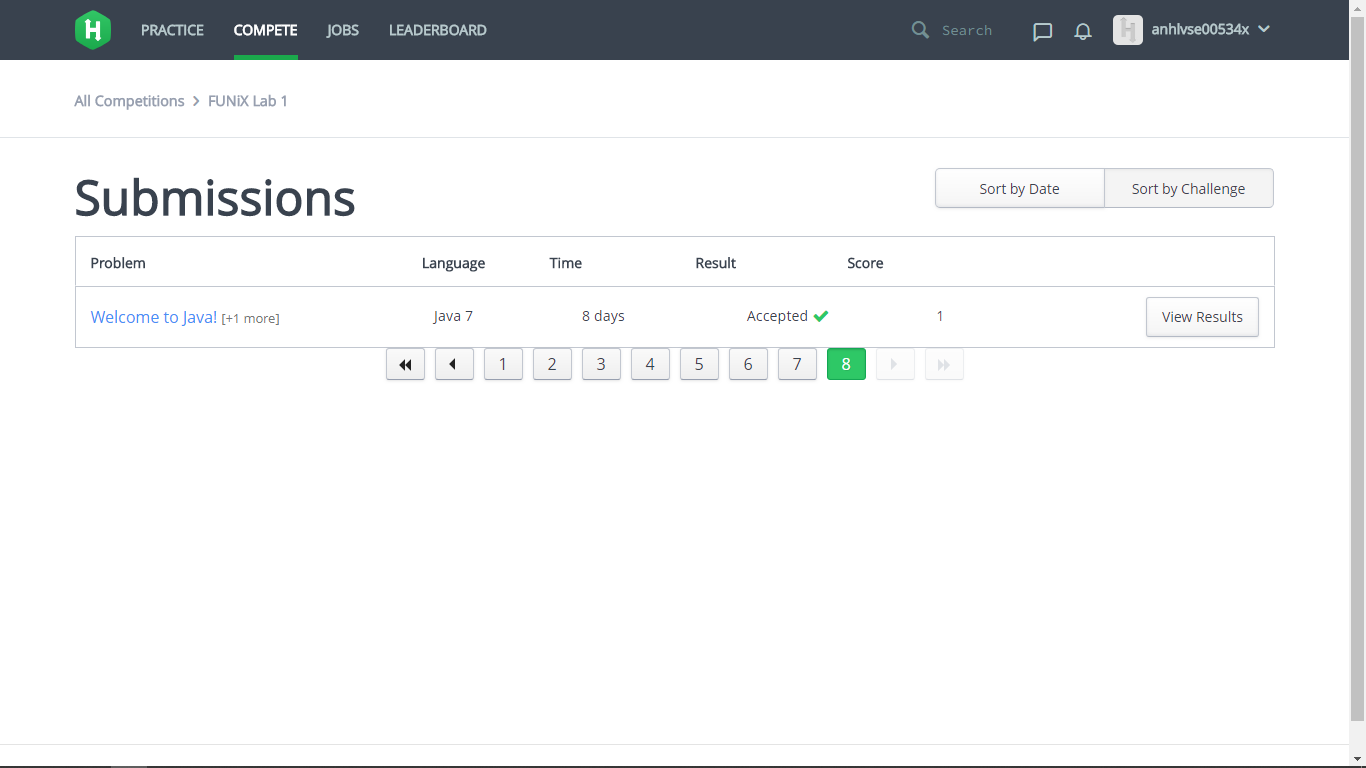 PRACTICE COMPETE JOBS LEADERBOARD Search anhlvse00534x
All Competitions > FUNiX Lab 1
Submissions
Sort by Date Sort by Challenge
Problem Language Time Result Score
Welcome to Java! [+1 more] Java 7 8 days Accepted 1 View Results
1 2 3 4 5 6 7 8